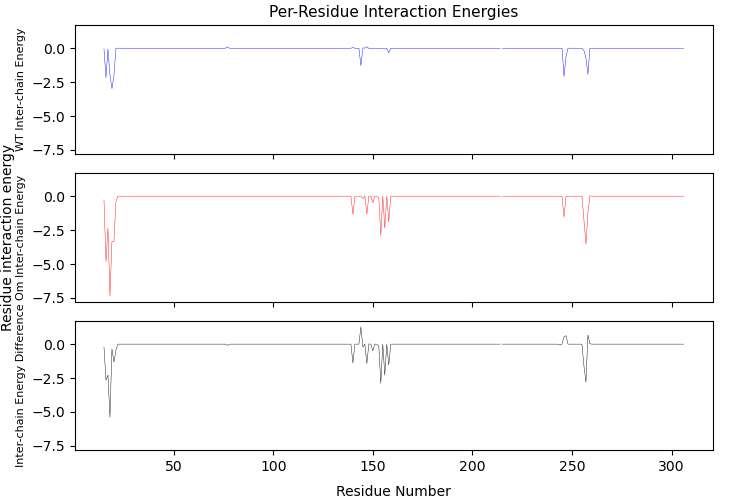 Per-Residue Interaction Energies
Residue interaction energy
WT Inter-chain Energy
0.0
−2.5
−5.0
−7.5
Om Inter-chain Energy
0.0
−2.5
−5.0
−7.5
Inter-chain Energy Difference
0.0
−2.5
−5.0
−7.5
50 100 150 200 250 300
Residue Number